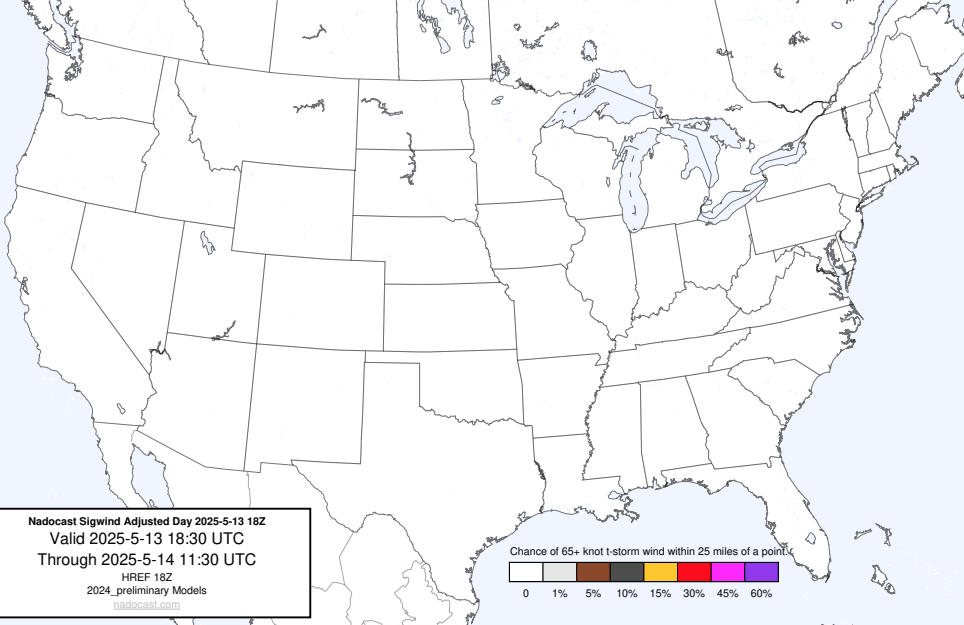 Nadocast Sigwind Adjusted Day 2025-5-13 18Z
Valid 2025-5-13 18:30 UTC
Through 2025-5-14 11:30 UTC
HREF 18Z
2024_preliminary Models
nadocast.com
Chance of 65+ knot t-storm wind within 25 miles of a point.
0 1% 5% 10% 15% 30% 45% 60%